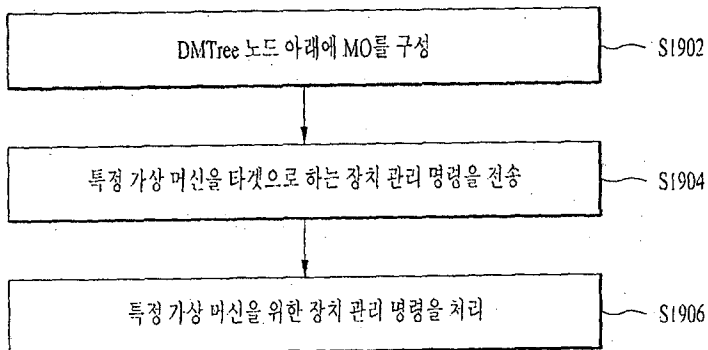 DMTree 노드 아래에 MO를 구성
S1902
특정 가상 머신을 타겟으로 하는 장치 관리 명령을 전송
S1904
특정 가상 머신을 위한 장치 관리 명령을 처리
S1906